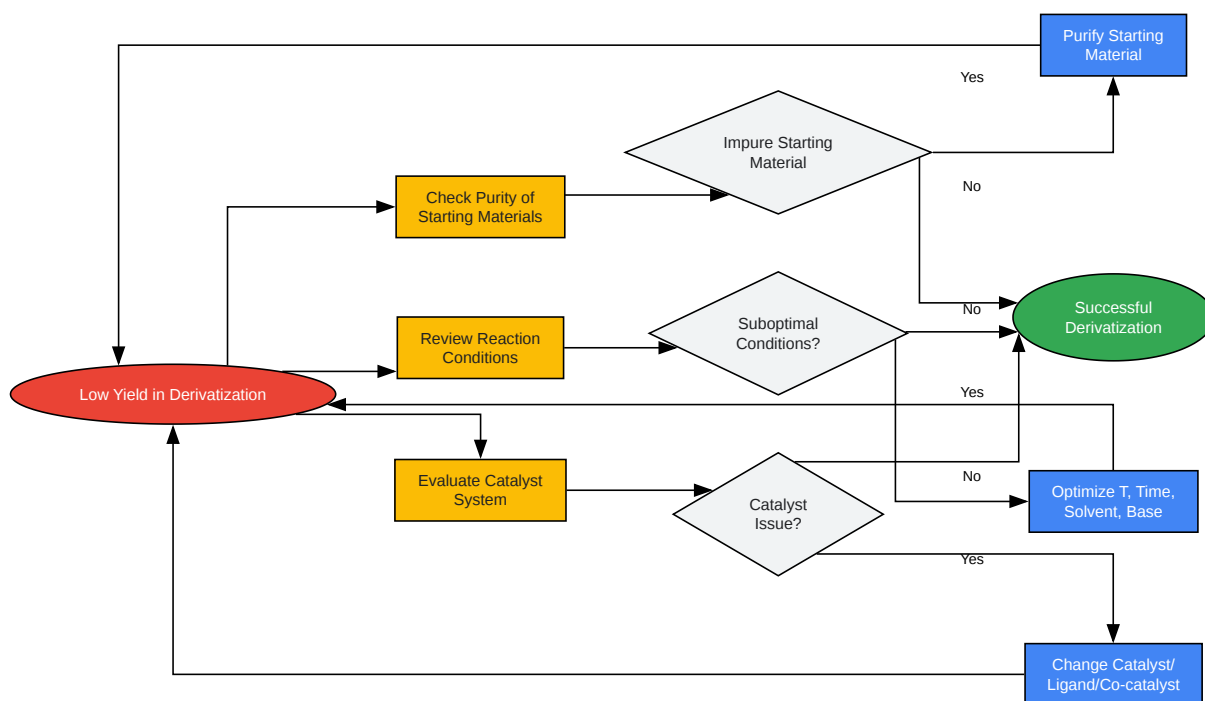 Purify Starting
Material
Yes
Impure Starting
Material
No
Check Purity of
Starting Materials
Successful
Derivatization
No
Suboptimal
Conditions?
Review Reaction
Conditions
Low Yield in Derivatization
Yes
Evaluate Catalyst
System
No
Catalyst
Issue?
Optimize T, Time,
Solvent, Base
Yes
Change Catalyst/
Ligand/Co-catalyst